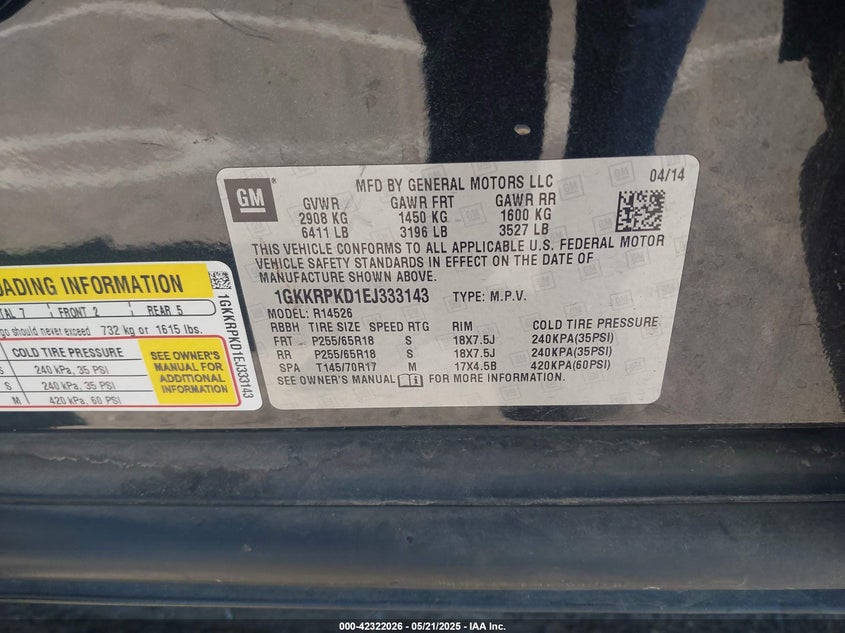 GM
MFD BY GENERAL MOTORS LLC
04/14
GVWR GAWR FRT GAWR RR
2908 KG 1450 KG 1600 KG
6411 LB 3196 LB 3527 LB
THIS VEHICLE CONFORMS TO ALL APPLICABLE U.S. FEDERAL MOTOR
VEHICLE SAFETY STANDARDS IN EFFECT ON THE DATE OF
MANUFACTURE SHOWN ABOVE.
1GKKRPKD1EJ333143 TYPE: M.P.V.
MODEL: R14526
RBBH TIRE SIZE SPEED RTG RIM COLD TIRE PRESSURE
FRT P255/65R18 S 18X7.5J 240KPA(35PSI)
RR P255/65R18 S 18X7.5J 240KPA(35PSI)
SPA T145/70R17 M 17X4.5B 420KPA(60PSI)
SEE OWNER'S MANUAL FOR MORE INFORMATION.
OADING INFORMATION
TAL 7 FRONT 2 REAR 5
go should never exceed 732 kg or 1615 lbs.
COLD TIRE PRESSURE
S 240 kPa, 35 PSI
S 240 kPa, 35 PSI
M 420 kPa, 60 PSI
SEE OWNER'S
MANUAL FOR
ADDITIONAL
INFORMATION
1GKKRPKD1EJ333143
000-42322026 - 05/21/2025 - IAA Inc.